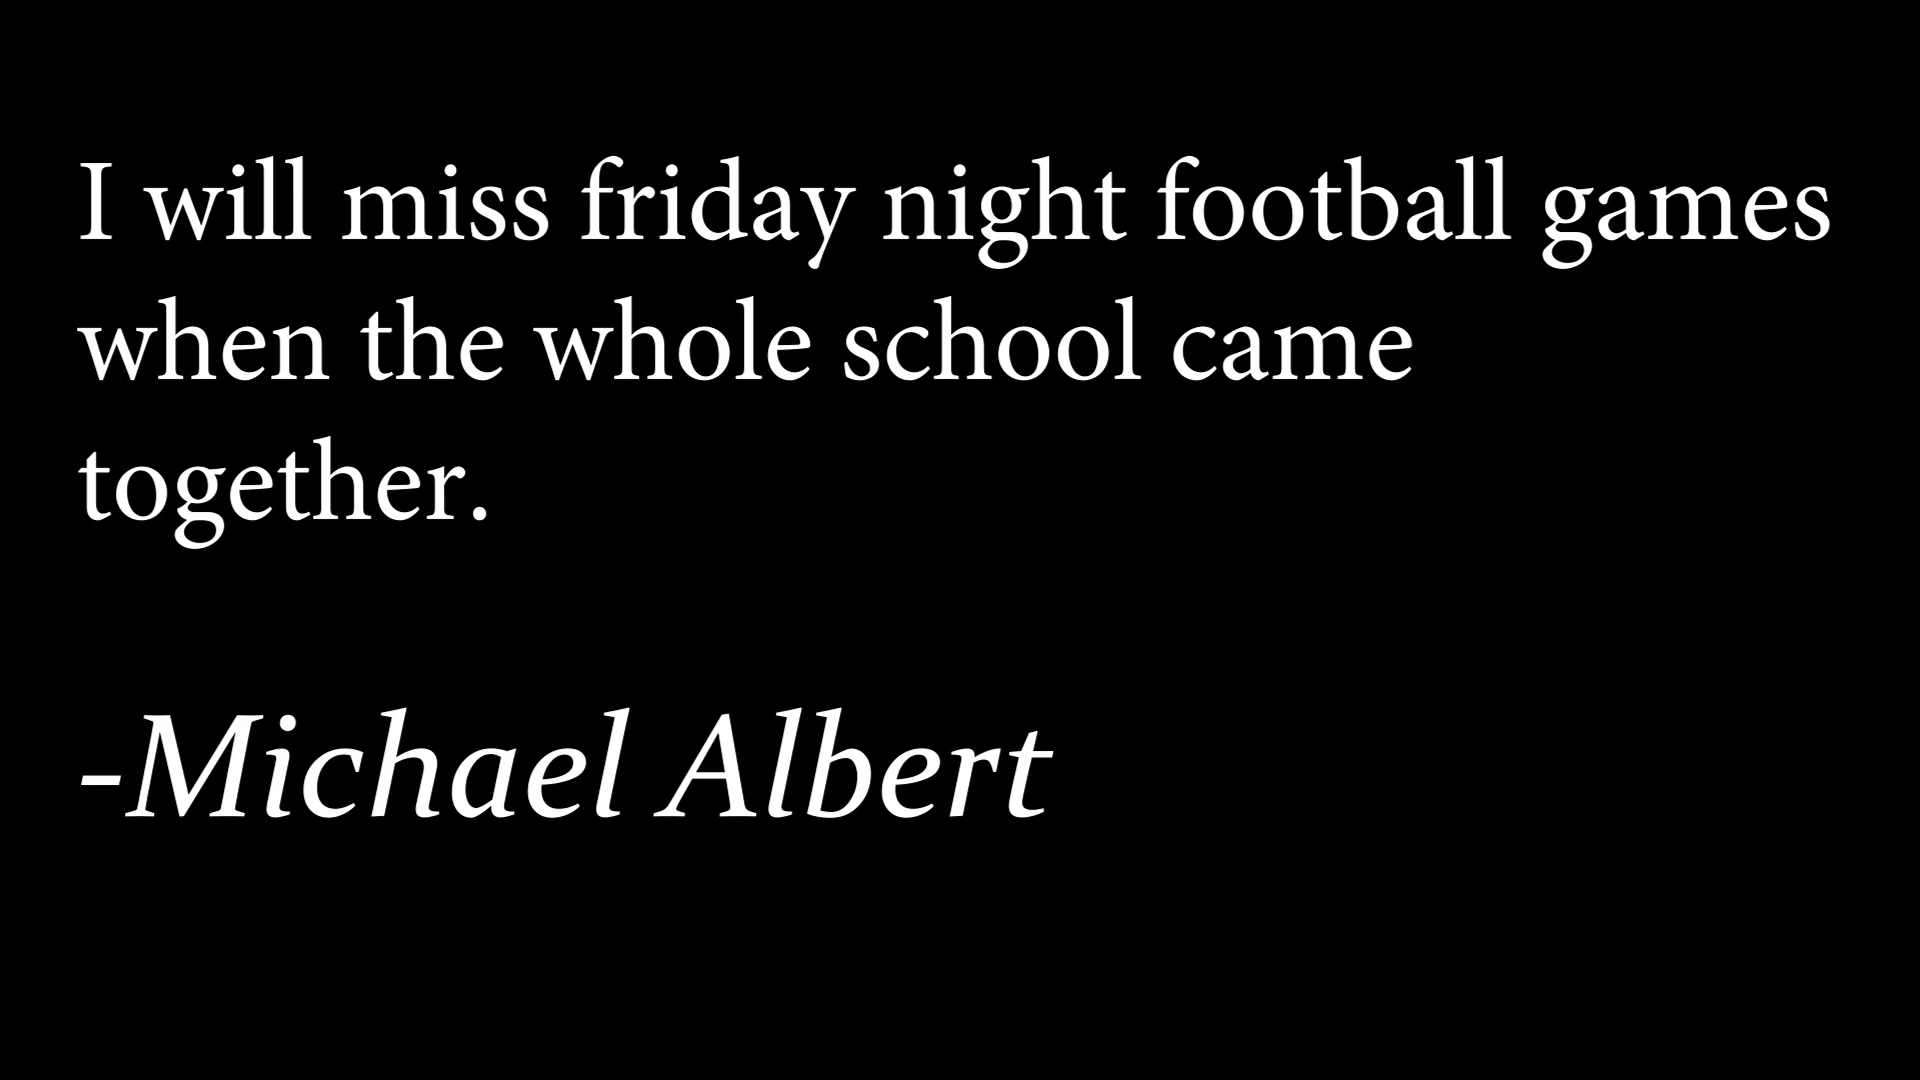 I will miss friday night football games
when the whole school came
together.
-Michael Albert